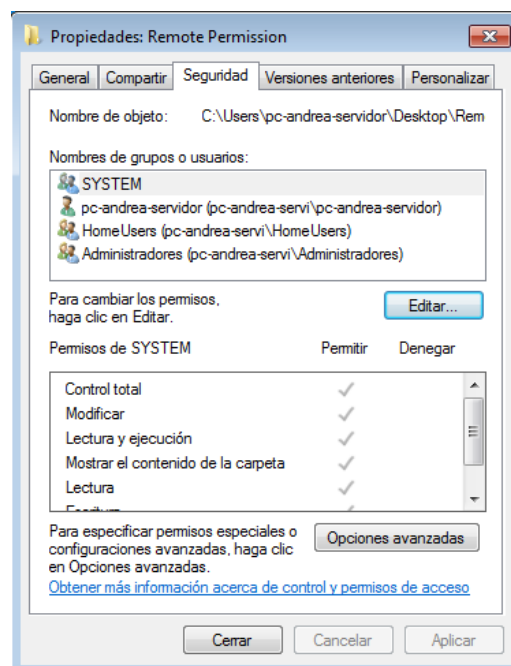 Propiedades: Remote Permission
General Compartir Seguridad Versiones anteriores Personalizar
Nombre de objeto: C:\Users\pc-andrea-servidor\Desktop\Rem
Nombres de grupos o usuarios:
SYSTEM
pc-andrea-servidor (pc-andrea-servi\pc-andrea-servidor)
HomeUsers (pc-andrea-servi\HomeUsers)
Administradores (pc-andrea-servi\Administradores)
Para cambiar los permisos,
haga clic en Editar.
Editar...
Permisos de SYSTEM Permitir Denegar
Control total
Modificar
Lectura y ejecución
Mostrar el contenido de la carpeta
Lectura
Escritura
Para especificar permisos especiales o
configuraciones avanzadas, haga clic
en Opciones avanzadas.
Opciones avanzadas
Obtener más información acerca de control y permisos de acceso
Cerrar Cancelar Aplicar